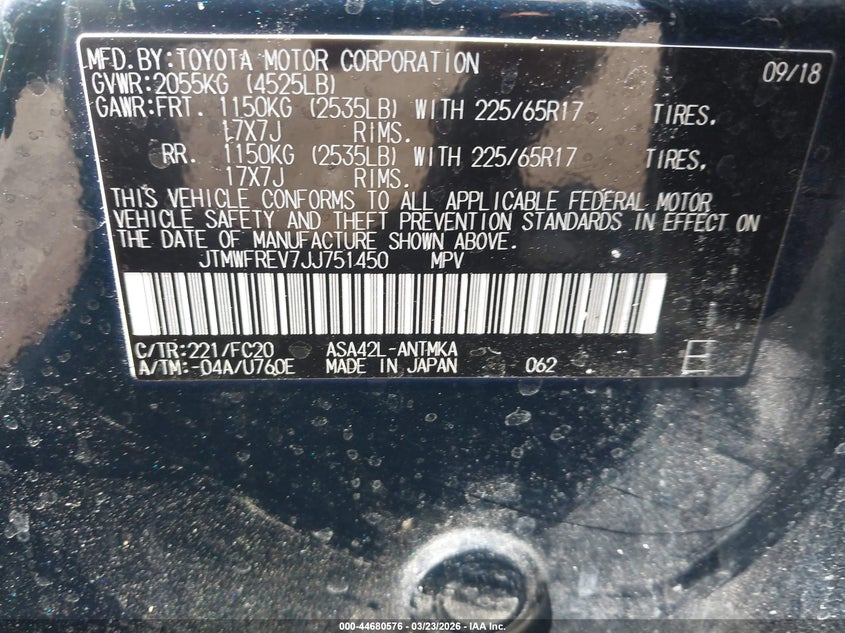 MFD.BY:TOYOTA MOTOR CORPORATION 09/18
GVWR:2055KG (4525LB)
GAWR:FRT. 1150KG (2535LB) WITH 225/65R17 TIRES,
17X7J RIMS.
RR. 1150KG (2535LB) WITH 225/65R17 TIRES,
17X7J RIMS.
THIS VEHICLE CONFORMS TO ALL APPLICABLE FEDERAL MOTOR
VEHICLE SAFETY AND THEFT PREVENTION STANDARDS IN EFFECT ON
THE DATE OF MANUFACTURE SHOWN ABOVE.
JTMWFREV7JJ751450 MPV
C/TR:221/FC20 ASA42L-ANTMKA
A/TM:-04A/U760E MADE IN JAPAN 062
000-44680576 - 03/23/2026 - IAA Inc.